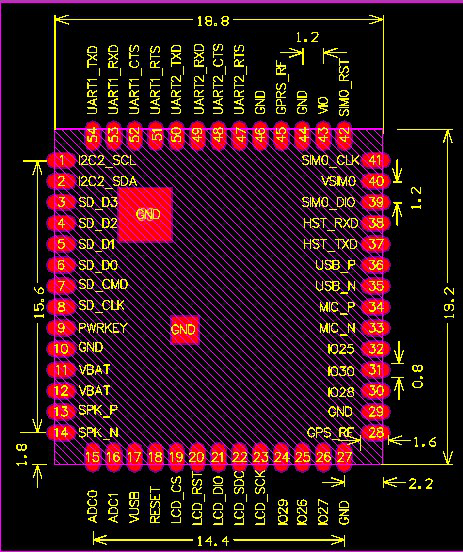 18.8
1.2
UART1_TXD
UART1_RXD
UART1_CTS
UART1_RTS
UART2_TXD
UART2_RXD
UART2_CTS
UART2_RTS
GND
GPRS_RF
GND
VIO
SIM0_RST
54 53 52 51 50 49 48 47 46 45 44 43 42
1 I2C2_SCL SIM0_CLK 41
2 I2C2_SDA VSIM0 40
3 SD_D3 SIM0_DIO 39
4 SD_D2 HST_RXD 38
5 SD_D1 HST_TXD 37
6 SD_D0 USB_P 36
7 SD_CMD USB_N 35
8 SD_CLK MIC_P 34
9 PWRKEY MIC_N 33
10 GND IO25 32
11 VBAT IO30 31
12 VBAT IO28 30
13 SPK_P GND 29
14 SPK_N GPS_RF 28
GND
GND
1.2
15.6
19.2
0.8
1.6
1.8
2.2
15 16 17 18 19 20 21 22 23 24 25 26 27
ADC0
ADC1
VUSB
RESET
LCD_CS
LCD_RST
LCD_DIO
LCD_SDC
LCD_SCK
IO29
IO26
IO27
GND
14.4